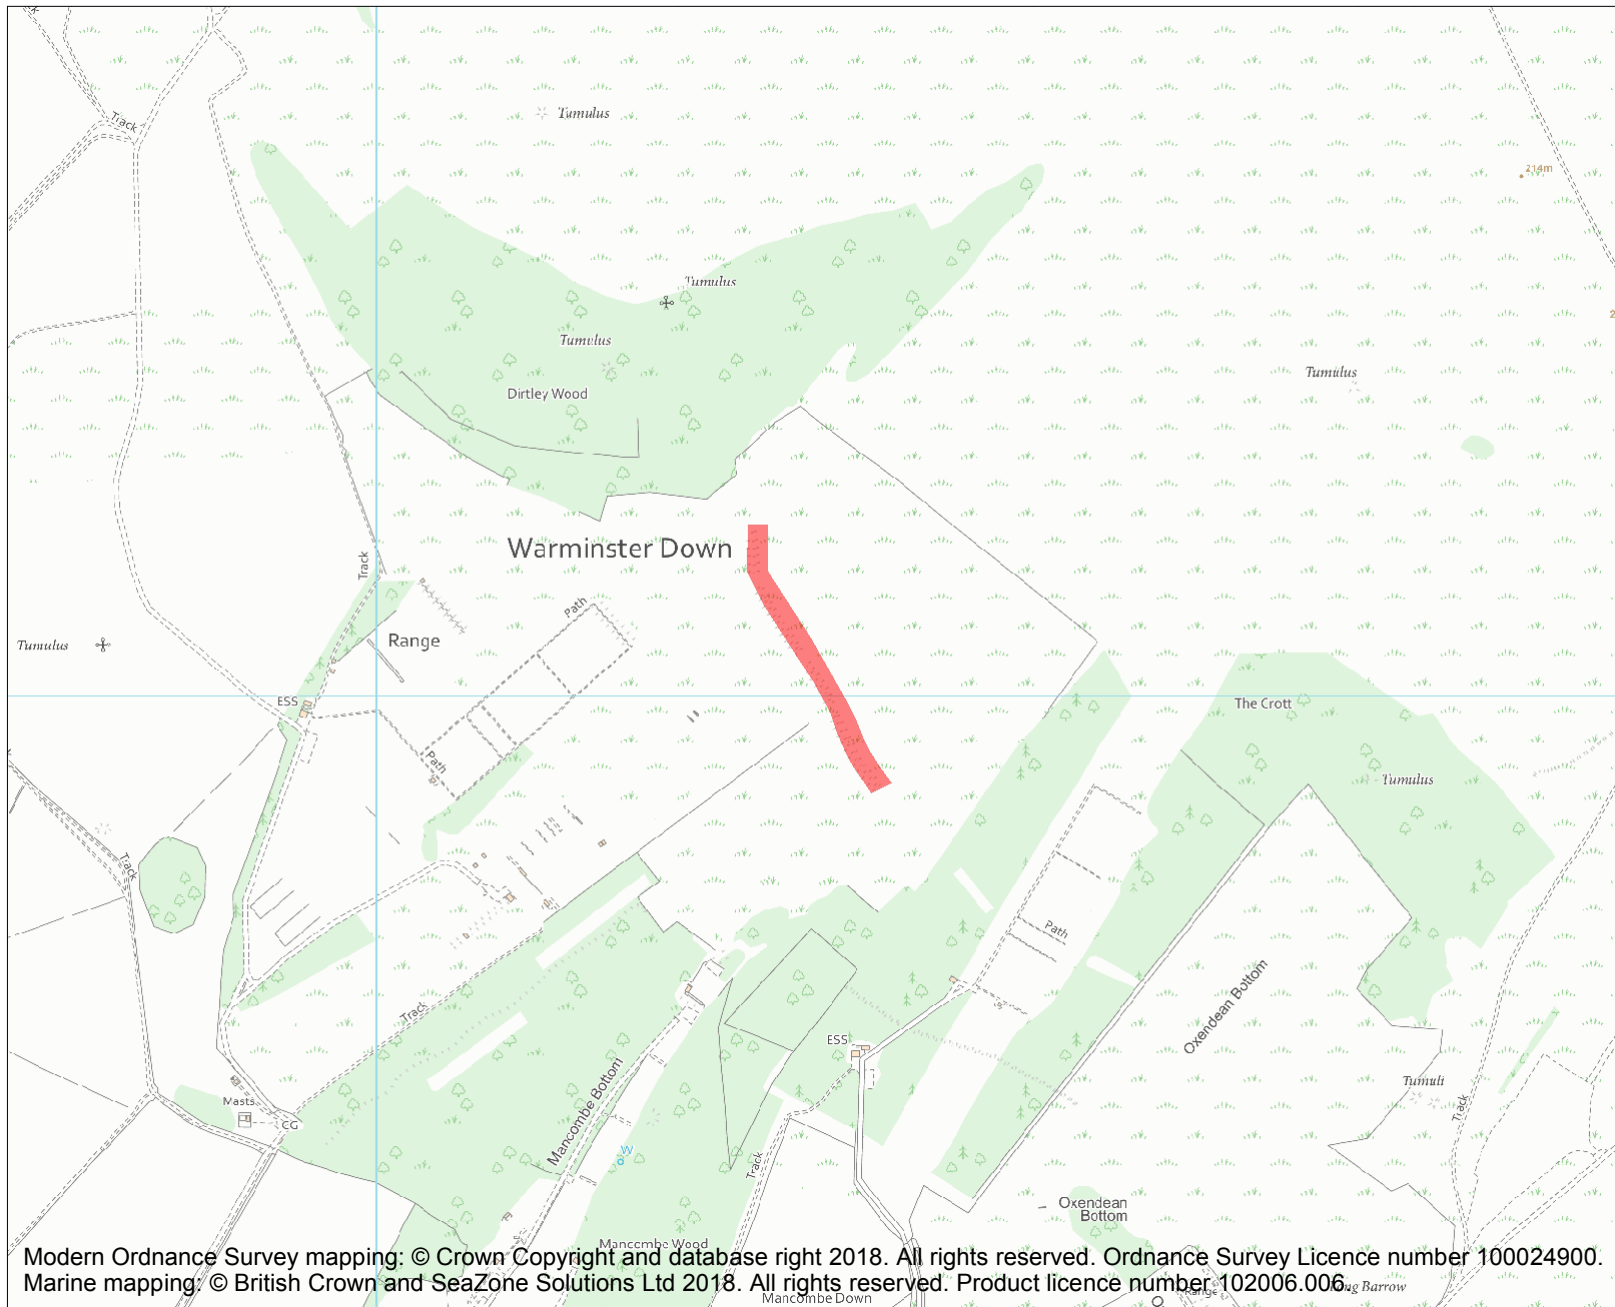 Track
Tumulus
214m
Tumulus
Tumulus
Tumulus
Dirtley Wood
Warminster Down
Track
Path
Range
Tumulus
ESS
The Crott
Path
Tumulus
Track
Path
Oxendean Bottom
Track
ESS
Mancombe Bottom
Masts
CG
Tumuli
Track
W
Track
Oxendean
Bottom
Mancombe Wood
Modern Ordnance Survey mapping: © Crown Copyright and database right 2018. All rights reserved. Ordnance Survey Licence number 100024900.
Marine mapping: © British Crown and SeaZone Solutions Ltd 2018. All rights reserved. Product licence number 102006.006.
Long Barrow
Range
Mancombe Down